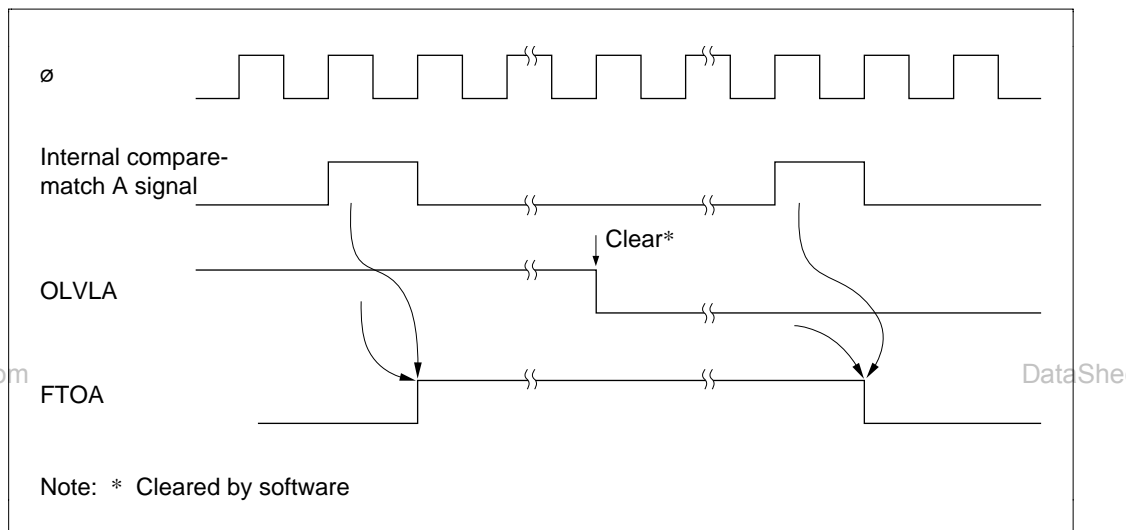 ø
Internal compare-
match A signal
Clear*
OLVLA
om
DataShe
FTOA
Note: * Cleared by software